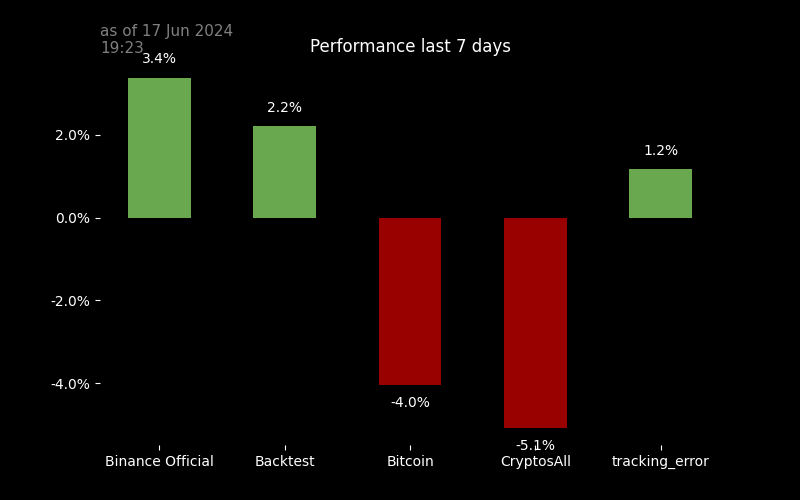 as of 17 Jun 2024
19:23
Performance last 7 days
3.4%
2.2%
1.2%
2.0%
0.0%
-2.0%
-4.0%
-4.0%
-5.1%
Binance Official
Backtest
Bitcoin
CryptosAll
tracking_error